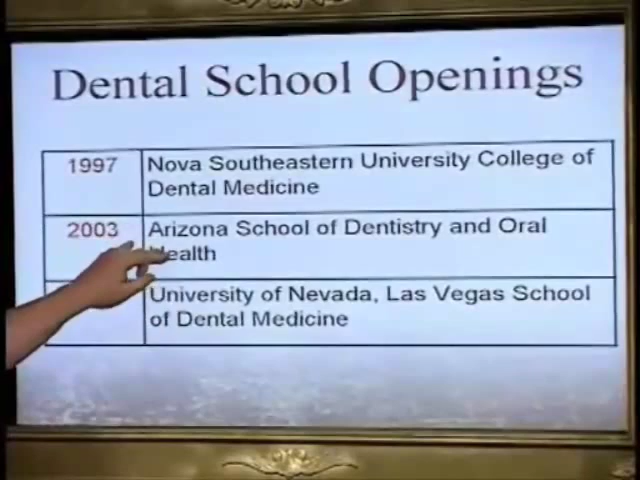 Dental School Openings
1997
Nova Southeastern University College of
Dental Medicine
2003
Arizona School of Dentistry and Oral
Health
University of Nevada, Las Vegas School
of Dental Medicine